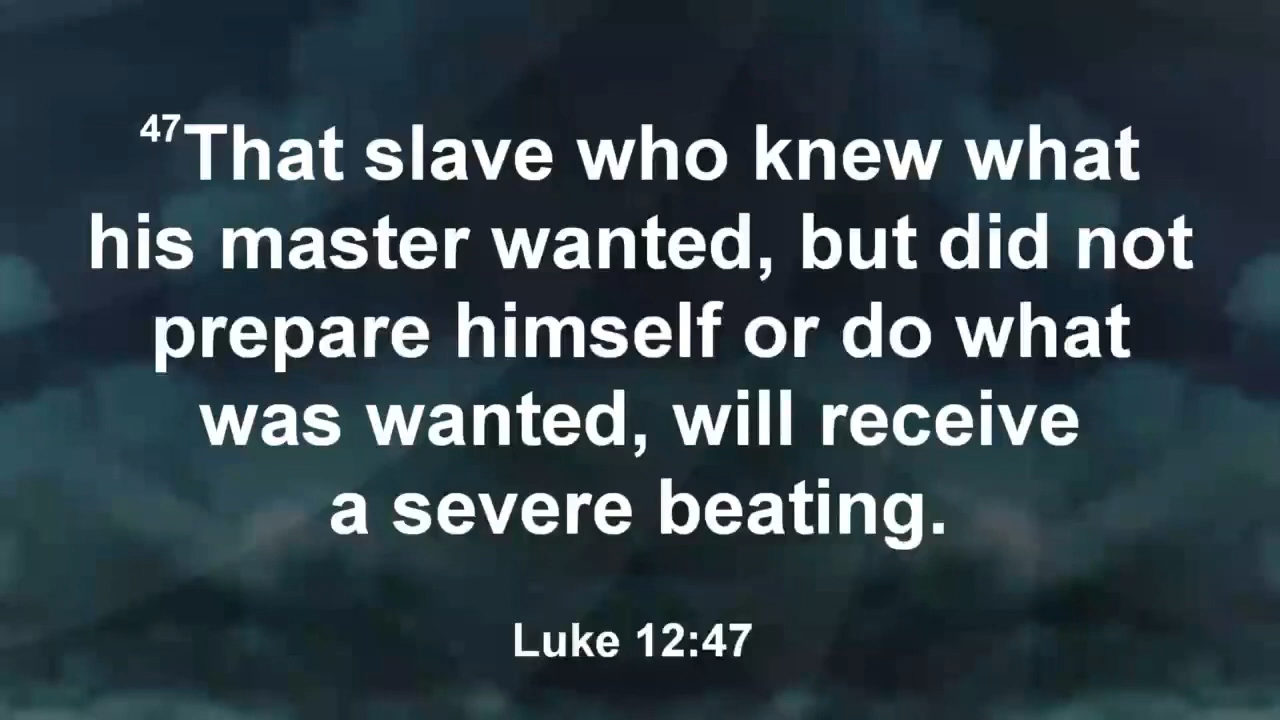 47That slave who knew what
his master wanted, but did not
prepare himself or do what
was wanted, will receive
a severe beating.
Luke 12:47